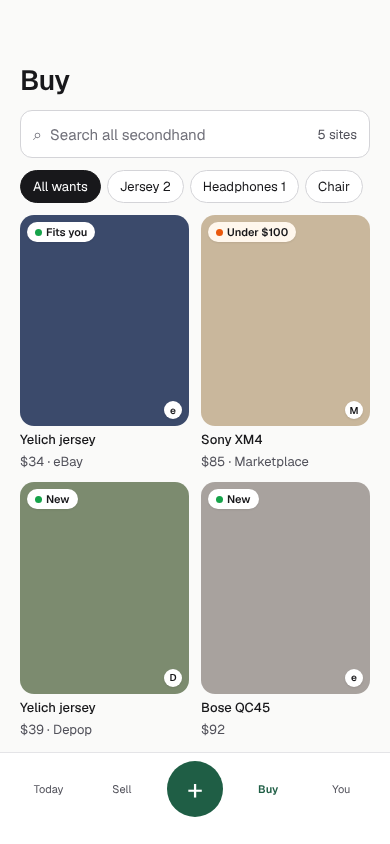 Buy
Search all secondhand 5 sites
All wants Jersey 2 Headphones 1 Chair
Fits you Under $100
e M
Yelich jersey Sony XM4
$34 · eBay $85 · Marketplace
New New
D e
Yelich jersey Bose QC45
$39 · Depop $92
Today Sell + Buy You